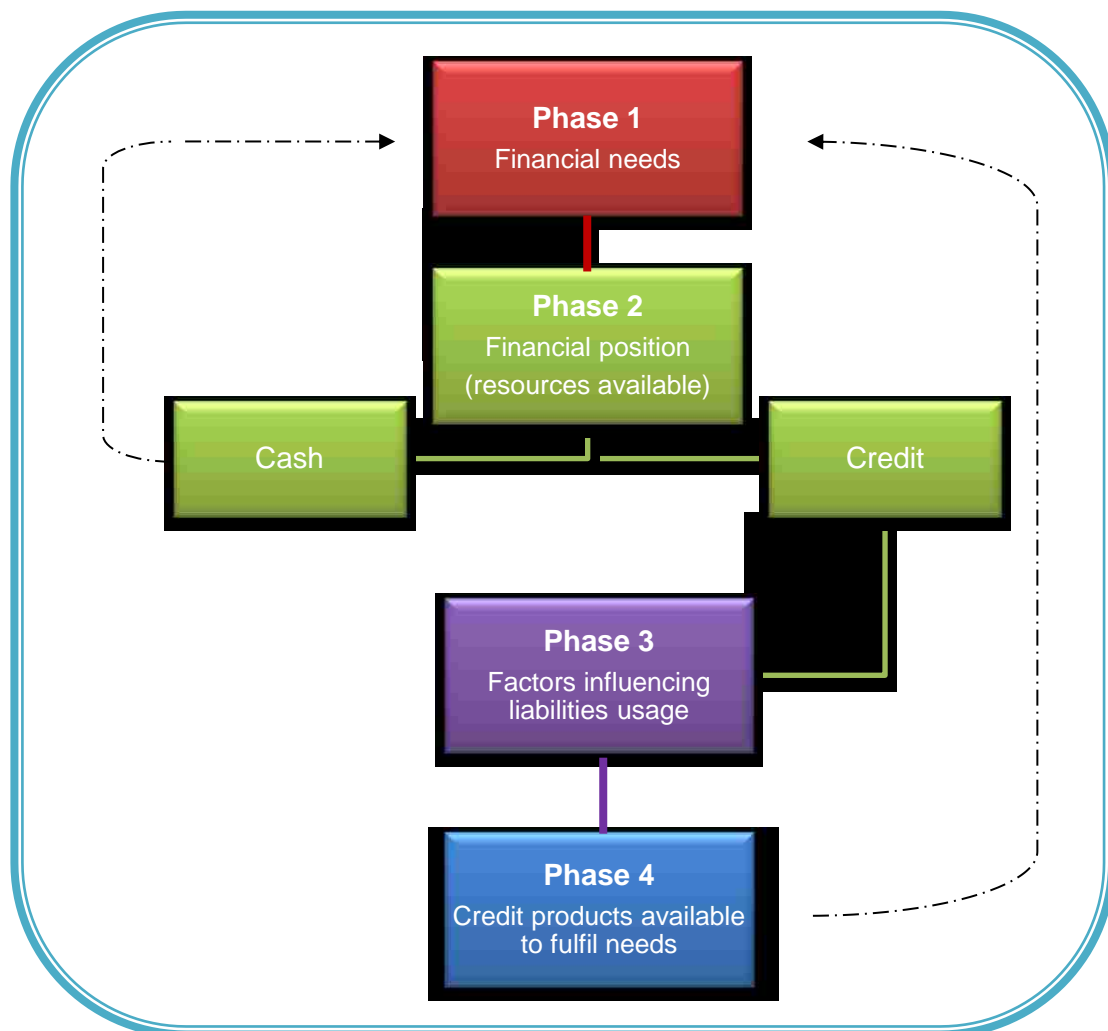 Phase 1
Financial needs
Phase 2
Financial position
(resources available)
Cash
Credit
Phase 3
Factors influencing
liabilities usage
Phase 4
Credit products available
to fulfil needs